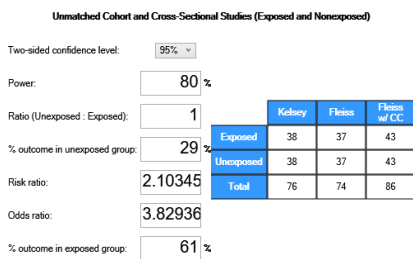 Unmatched Cohort and Cross-Sectional Studies (Exposed and Nonexposed)
Two-sided confidence level: 95%
Power: 80 %
Ratio (Unexposed : Exposed): 1
% outcome in unexposed group: 29 %
Risk ratio: 2.10345
Odds ratio: 3.82936
% outcome in exposed group: 61 %
Kelsey Fleiss Fleiss w/ CC
Exposed 38 37 43
Unexposed 38 37 43
Total 76 74 86